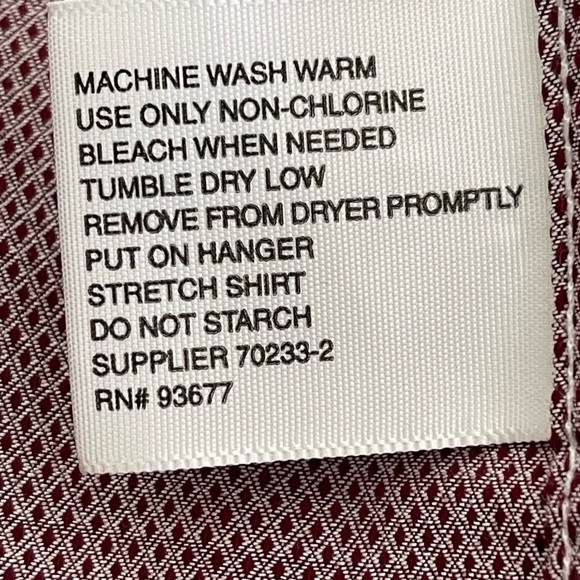 MACHINE WASH WARM
USE ONLY NON-CHLORINE
BLEACH WHEN NEEDED
TUMBLE DRY LOW
REMOVE FROM DRYER PROMPTLY
PUT ON HANGER
STRETCH SHIRT
DO NOT STARCH
SUPPLIER 70233-2
RN# 93677